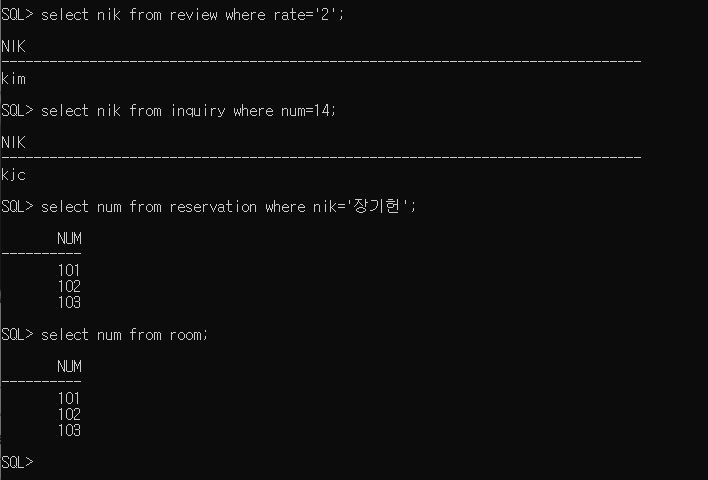 SQL> select nik from review where rate='2';
NIK
--------------------------------------------------------------------------------
kim
SQL> select nik from inquiry where num=14;
NIK
--------------------------------------------------------------------------------
kjc
SQL> select num from reservation where nik='장기헌';
NUM
----------
101
102
103
SQL> select num from room;
NUM
----------
101
102
103
SQL>